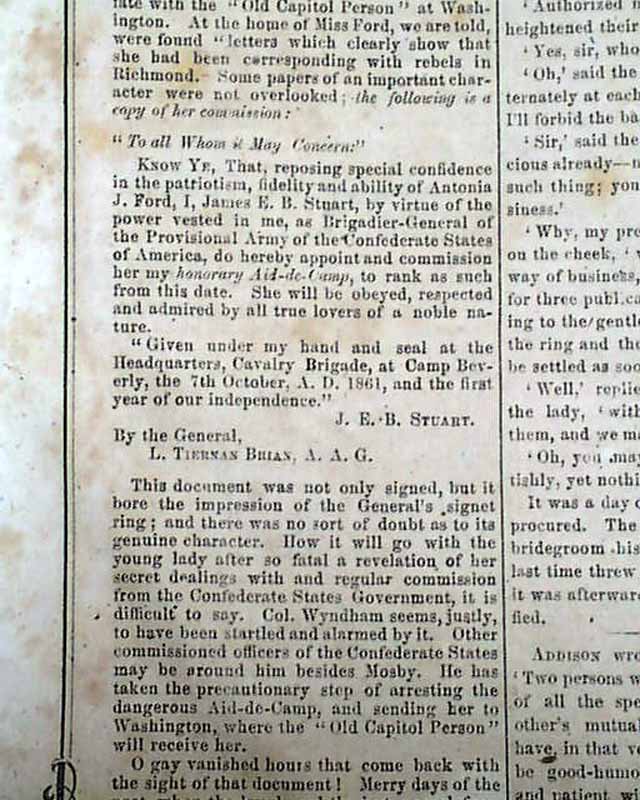 late with the "Old Capitol Person" at Wash-
ington. At the home of Miss Ford, we are told,
were found "letters which clearly show that
she had been corresponding with rebels in
Richmond. Some papers of an important char-
acter were not overlooked; the following is a
copy of her commission:
"To all Whom it May Concern:"
KNOW YE, That, reposing special confidence
in the patriotism, fidelity and ability of Antonia
J. Ford, I, James E. B. Stuart, by virtue of the
power vested in me, as Brigadier-General of
the Provisional Army of the Confederate States
of America, do hereby appoint and commission
her my honorary Aid-de-Camp, to rank as such
from this date. She will be obeyed, respected
and admired by all true lovers of a noble na-
ture.
"Given under my hand and seal at the
Headquarters, Cavalry Brigade, at Camp Bev-
erly, the 7th October, A. D. 1861, and the first
year of our independence."
J. E. B. STUART.
By the General,
L. TIERNAN BRIAN, A. A. G.
This document was not only signed, but it
bore the impression of the General's signet
ring; and there was no sort of doubt as to its
genuine character. How it will go with the
young lady after so fatal a revelation of her
secret dealings with and regular commission
from the Confederate States Government, it is
difficult to say. Col. Wyndham seems, justly,
to have been startled and alarmed by it. Other
commissioned officers of the Confederate States
may be around him besides Mosby. He has
taken the precautionary step of arresting the
dangerous Aid-de-Camp, and sending her to
Washington, where the "Old Capitol Person"
will receive her.
O gay vanished hours that come back with
the sight of that document! Merry days of the
'Authorized
heightened their
'Yes, sir, who
'Oh,' said the
ternately at each
I'll forbid the ba
'Sir,' said the
cious already—
such thing; you
siness.'
'Why, my pre
on the cheek, '
way of business,
for three publ.ca
ing to the gentle
the ring and the
be settled as soo
'Well,' replie
the lady, 'with
them, and we m
'Oh, you may
tishly, yet nothi
It was a day
procured. The
bridegroom his
last time threw
it was afterward
fied.
ADDISON wro
'Two persons w
of all the spe
other's mutual
have, in that ve
be good-humo
and patient wi